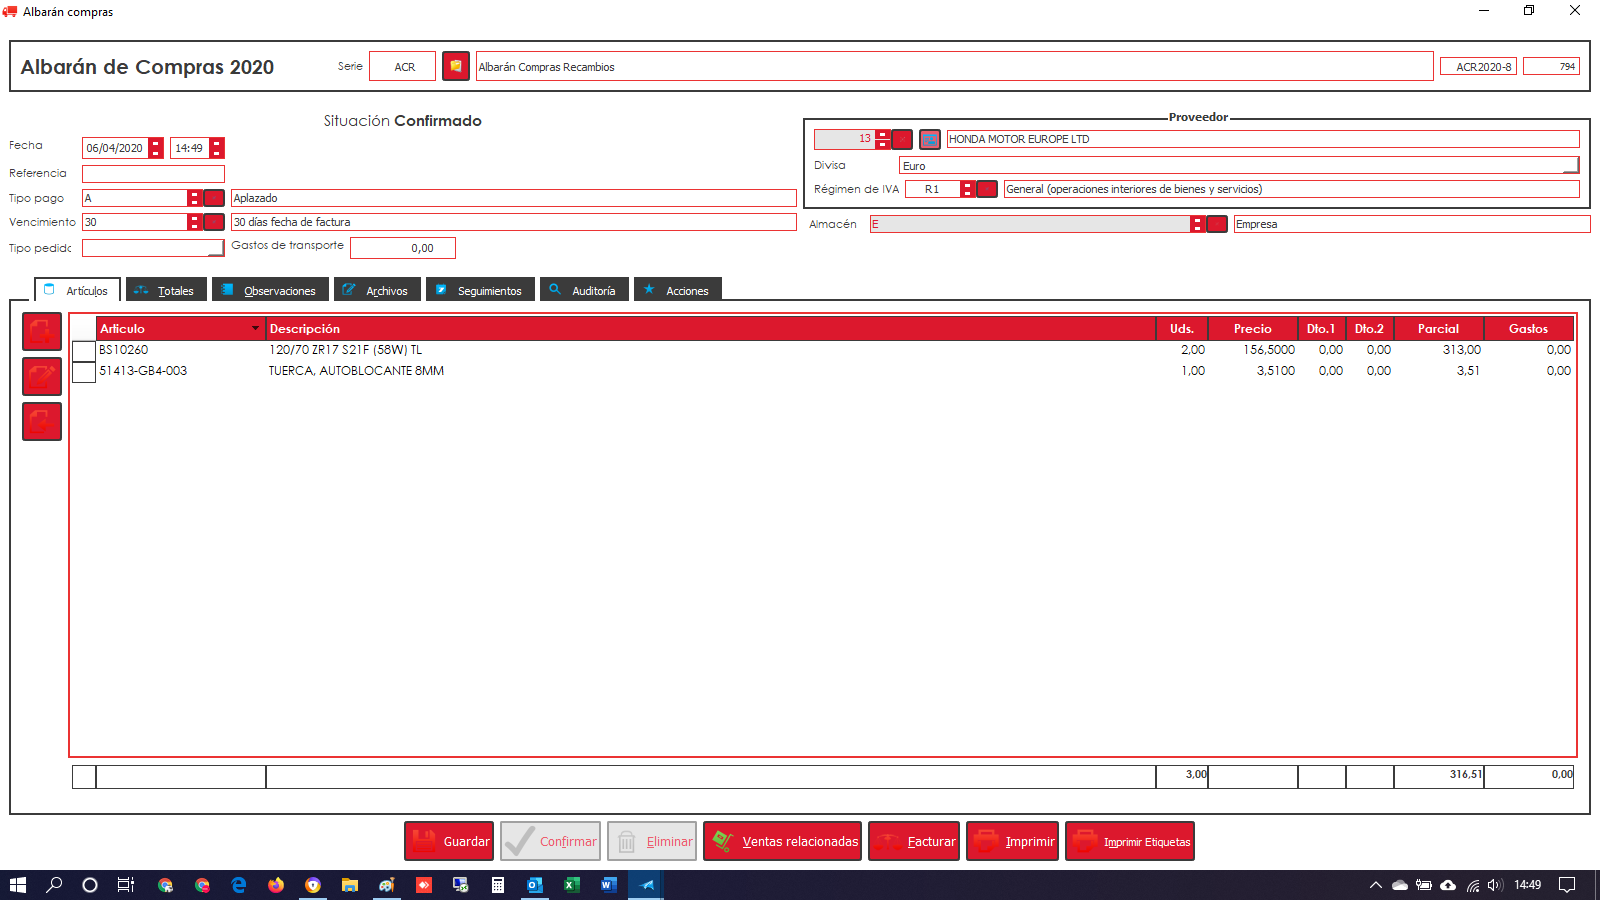 Albarán compras
Albarán de Compras 2020
Serie ACR Albarán Compras Recambios ACR2020-8 794
Situación Confirmado
Fecha 06/04/2020 14:49
Referencia
Tipo pago A Aplazado
Vencimiento 30 30 días fecha de factura
Tipo pedido Gastos de transporte 0,00
Proveedor
13 HONDA MOTOR EUROPE LTD
Divisa Euro
Régimen de IVA R1 General (operaciones interiores de bienes y servicios)
Almacén E Empresa
Artículos Totales Observaciones Archivos Seguimientos Auditoría Acciones
Articulo Descripción Uds. Precio Dto.1 Dto.2 Parcial Gastos
BS10260 120/70 ZR17 S21F (58W) TL 2,00 156,5000 0,00 0,00 313,00 0,00
51413-GB4-003 TUERCA, AUTOBLOCANTE 8MM 1,00 3,5100 0,00 0,00 3,51 0,00
3,00 316,51 0,00
Guardar Confirmar Eliminar Ventas relacionadas Facturar Imprimir Imprimir Etiquetas
14:49